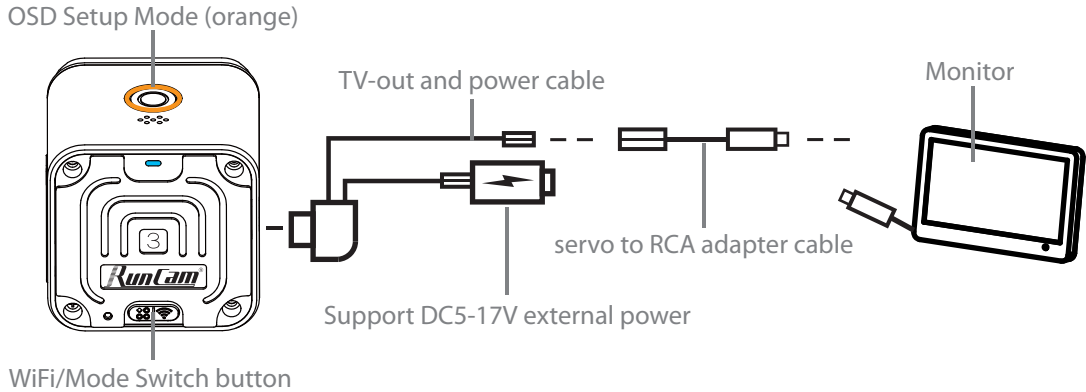 OSD Setup Mode (orange)
TV-out and power cable
Monitor
3
RunCam
servo to RCA adapter cable
Support DC5-17V external power
WiFi/Mode Switch button